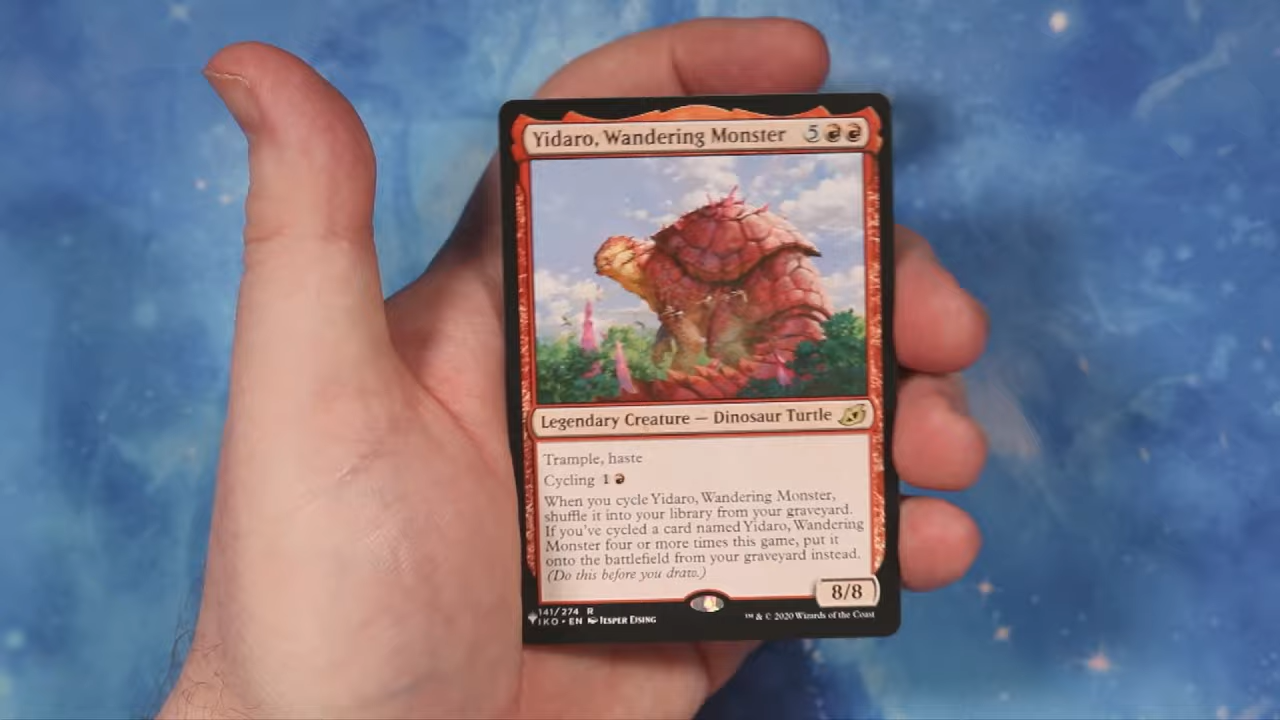 Yidaro, Wandering Monster 5
Legendary Creature — Dinosaur Turtle
Trample, haste
Cycling 1
When you cycle Yidaro, Wandering Monster,
shuffle it into your library from your graveyard.
If you've cycled a card named Yidaro, Wandering
Monster four or more times this game, put it
onto the battlefield from your graveyard instead.
(Do this before you draw.)
8/8
141/274 R
IKO • EN JESPER EJSING
™ & © 2020 Wizards of the Coast